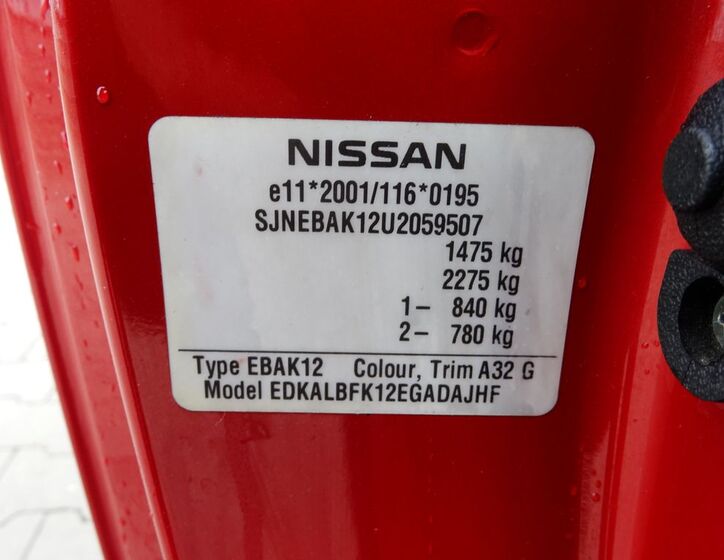 NISSAN
e11*2001/116*0195
SJNEBAK12U2059507
1475 kg
2275 kg
1– 840 kg
2– 780 kg
Type EBAK12 Colour, Trim A32 G
Model EDKALBFK12EGADAJHF